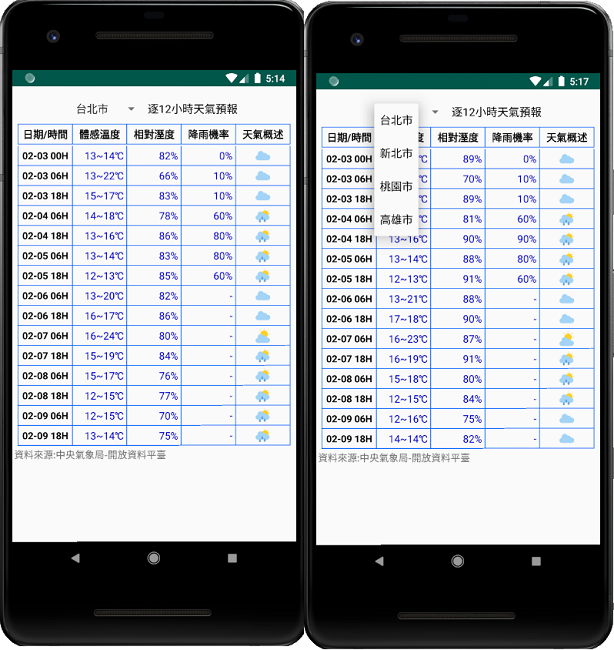 5:14
台北市 逐12小時天氣預報
日期/時間 體感溫度 相對溼度 降雨機率 天氣概述
02-03 00H 13~14℃ 82% 0%
02-03 06H 13~22℃ 66% 10%
02-03 18H 15~17℃ 83% 10%
02-04 06H 14~18℃ 78% 60%
02-04 18H 13~16℃ 86% 80%
02-05 06H 13~14℃ 83% 80%
02-05 18H 12~13℃ 85% 60%
02-06 06H 13~20℃ 82% -
02-06 18H 16~17℃ 86% -
02-07 06H 16~24℃ 80% -
02-07 18H 15~19℃ 84% -
02-08 06H 15~17℃ 76% -
02-08 18H 12~15℃ 77% -
02-09 06H 12~15℃ 70% -
02-09 18H 13~14℃ 75% -
資料來源:中央氣象局-開放資料平臺
5:17
逐12小時天氣預報
台北市
新北市
桃園市
高雄市
日期/時間 度 相對溼度 降雨機率 天氣概述
02-03 00H ℃ 89% 0%
02-03 06H ℃ 70% 10%
02-03 18H ℃ 89% 10%
02-04 06H ℃ 81% 60%
02-04 18H 13~16℃ 90% 90%
02-05 06H 13~14℃ 88% 80%
02-05 18H 12~13℃ 91% 60%
02-06 06H 13~21℃ 88% -
02-06 18H 17~18℃ 90% -
02-07 06H 16~23℃ 87% -
02-07 18H 16~19℃ 91% -
02-08 06H 15~18℃ 80% -
02-08 18H 12~15℃ 84% -
02-09 06H 12~16℃ 75% -
02-09 18H 14~14℃ 82% -
資料來源:中央氣象局-開放資料平臺